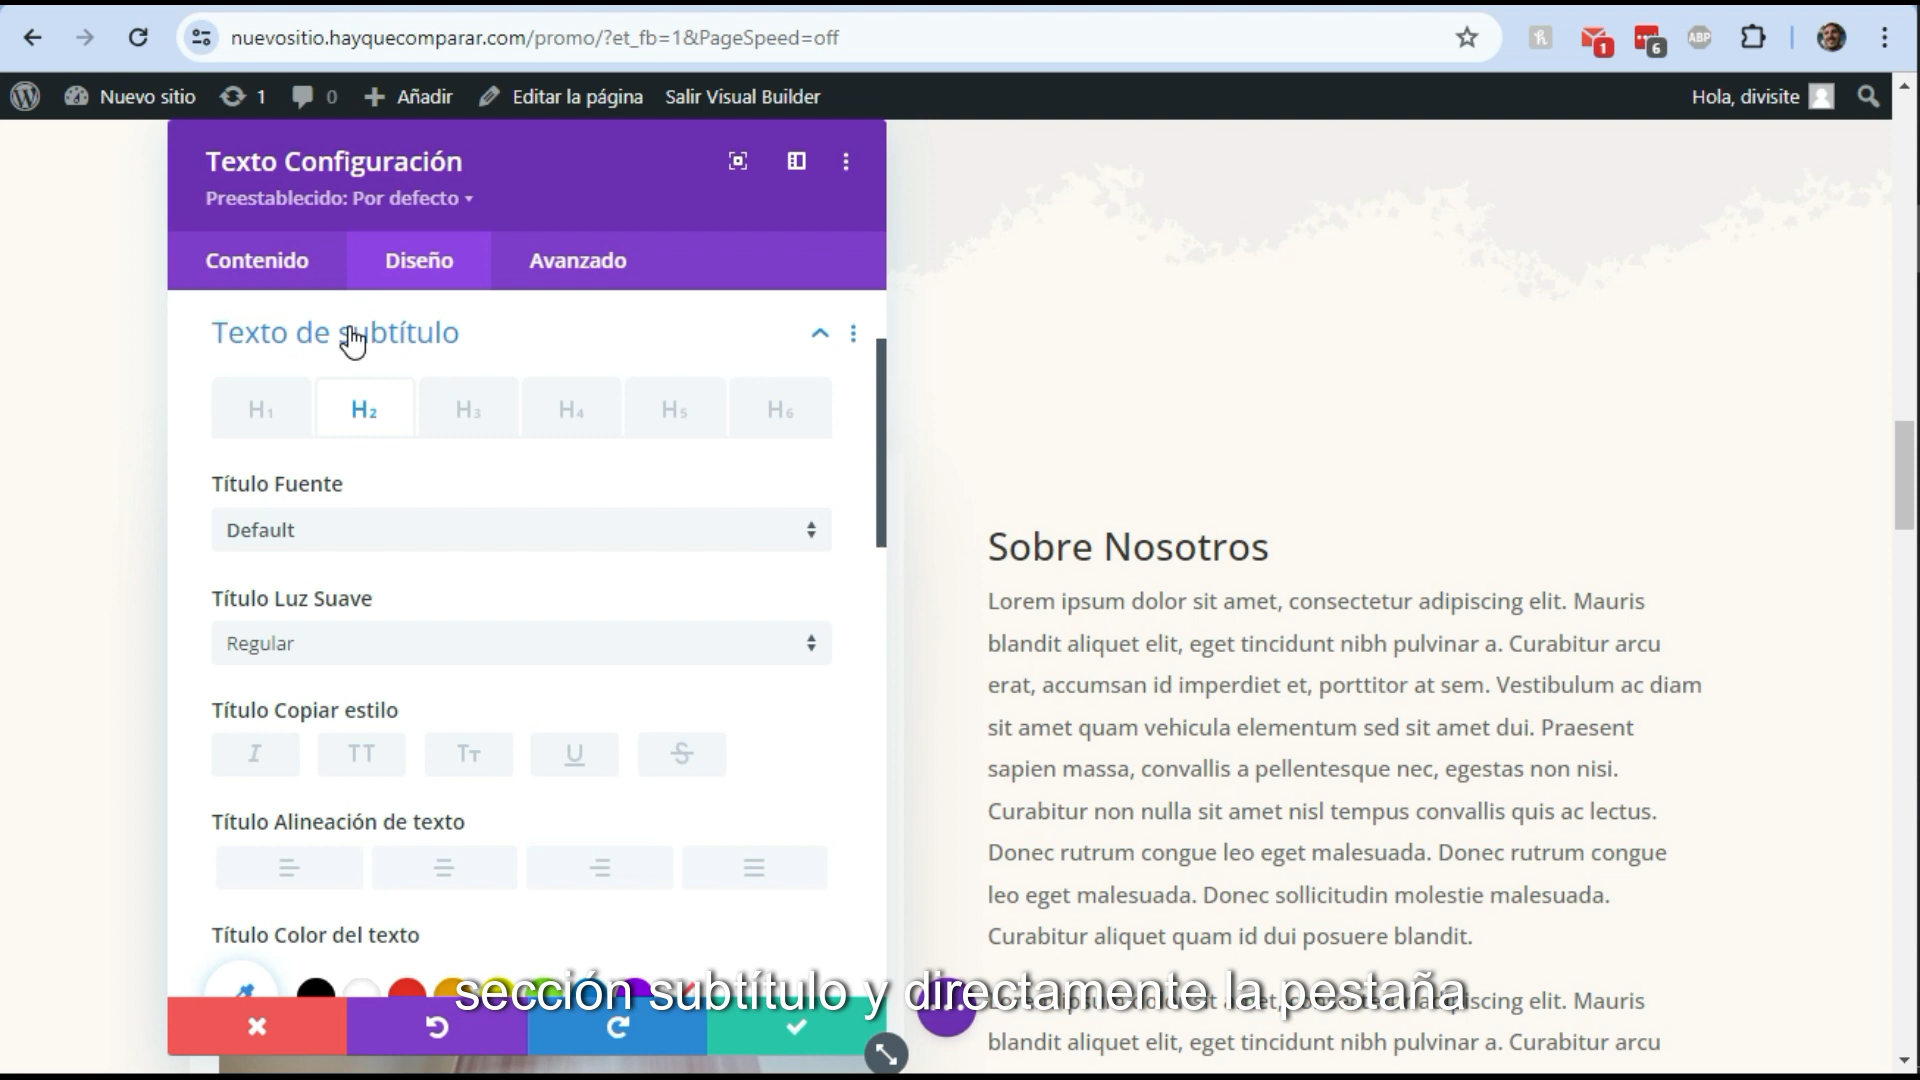 nuevositio.hayquecomparar.com/promo/?et_fb=1&PageSpeed=off
1
6
ABP
Nuevo sitio
1
0
Añadir
Editar la página
Salir Visual Builder
Hola, divisite
Texto Configuración
Preestablecido: Por defecto
Contenido
Diseño
Avanzado
Texto de subtítulo
H1
H2
H3
H4
H5
H6
Título Fuente
Default
Título Luz Suave
Regular
Título Copiar estilo
I
TT
Tт
U
S
Título Alineación de texto
Título Color del texto
Sobre Nosotros
Lorem ipsum dolor sit amet, consectetur adipiscing elit. Mauris
blandit aliquet elit, eget tincidunt nibh pulvinar a. Curabitur arcu
erat, accumsan id imperdiet et, porttitor at sem. Vestibulum ac diam
sit amet quam vehicula elementum sed sit amet dui. Praesent
sapien massa, convallis a pellentesque nec, egestas non nisi.
Curabitur non nulla sit amet nisl tempus convallis quis ac lectus.
Donec rutrum congue leo eget malesuada. Donec rutrum congue
leo eget malesuada. Donec sollicitudin molestie malesuada.
Curabitur aliquet quam id dui posuere blandit.
sección subtítulo y directamente la pestaña
elit. Mauris
blandit aliquet elit, eget tincidunt nibh pulvinar a. Curabitur arcu